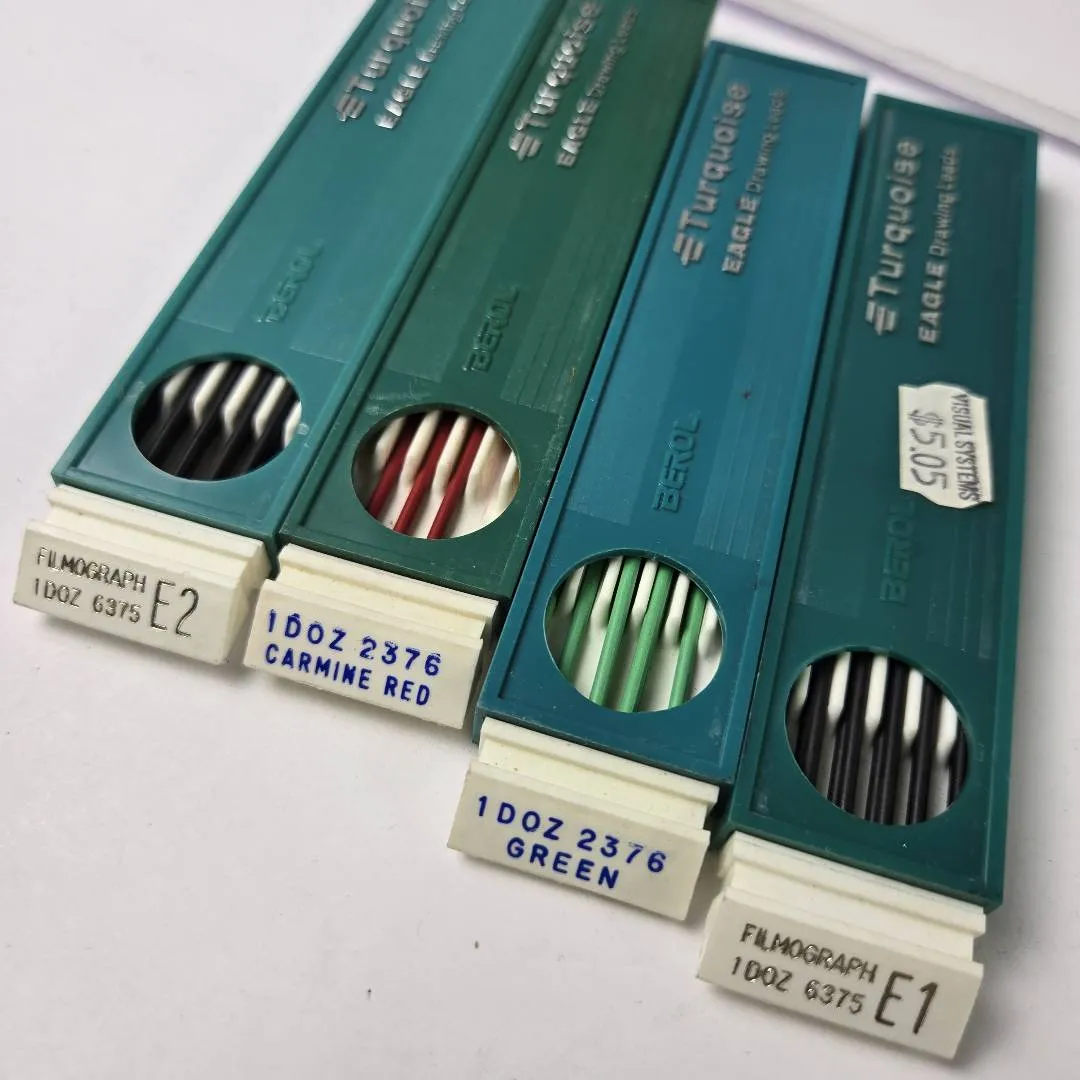 Turquoi
EAGLE Drawing L
BEROL
FILMOGRAPH
1 DOZ 6375 E2
Turquoise
EAGLE Drawing Leads
BEROL
1 DOZ 2376
CARMINE RED
Turquoise
EAGLE Drawing Leads
BEROL
1 DOZ 2376
GREEN
Turquoise
EAGLE Drawing Leads
VISUAL SYSTEMS
$5.05
BEROL
FILMOGRAPH
1 DOZ 6375 E1